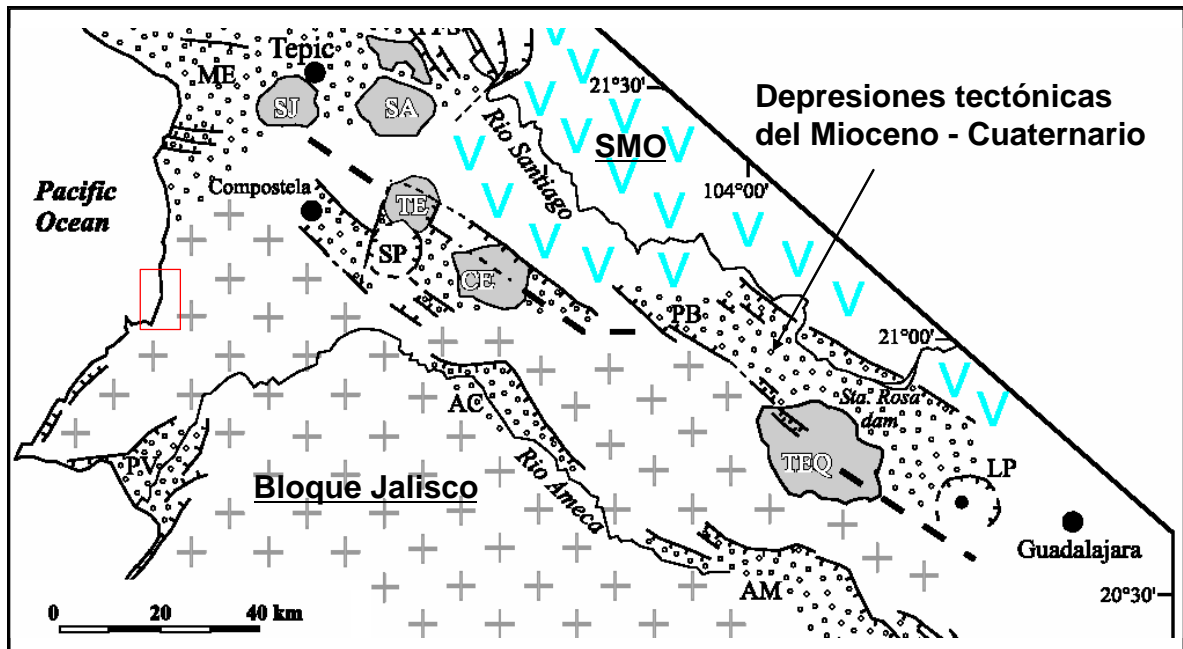 Tepic
ME
SJ
SA
21°30'
Depresiones tectónicas
del Mioceno - Cuaternario
SMO
Rio Santiago
104°00'
Pacific
Ocean
Compostela
TE
SP
CE
PB
21°00'
Sta. Rosa
dam
AC
TEQ
LP
PV
Bloque Jalisco
Rio Ameca
Guadalajara
AM
20°30'
0 20 40 km